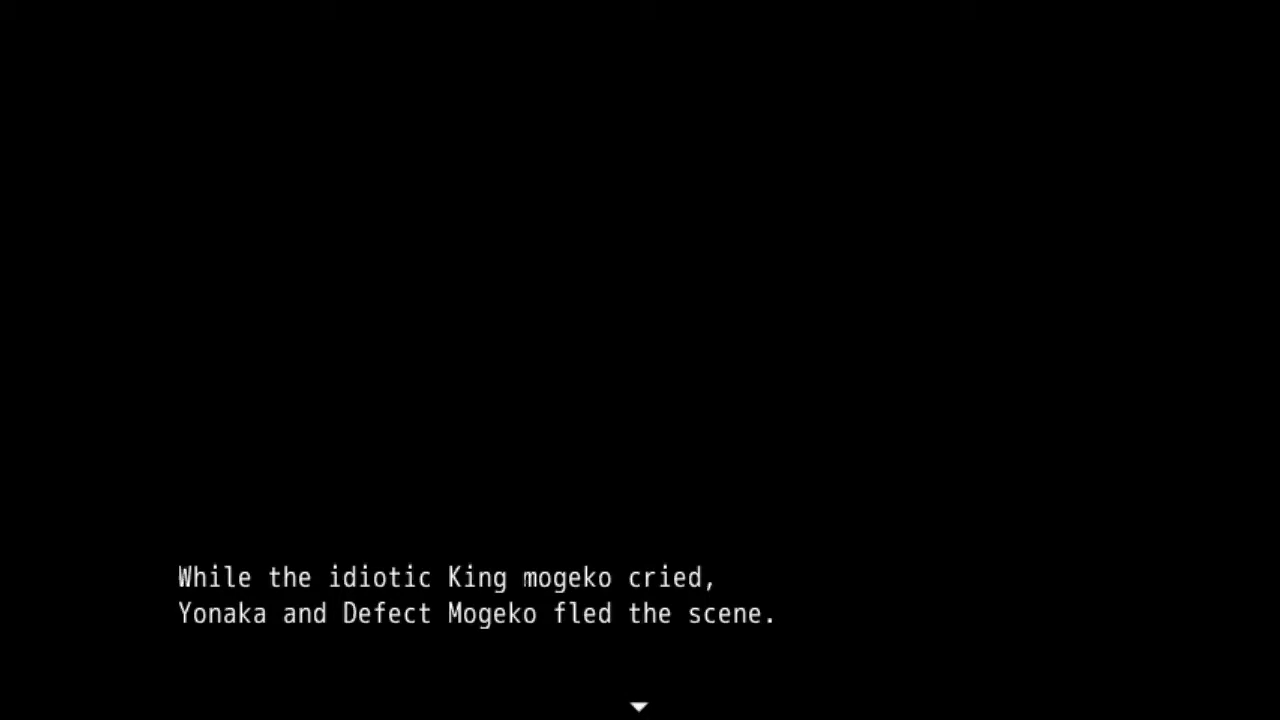 While the idiotic King mogeko cried,
Yonaka and Defect Mogeko fled the scene.